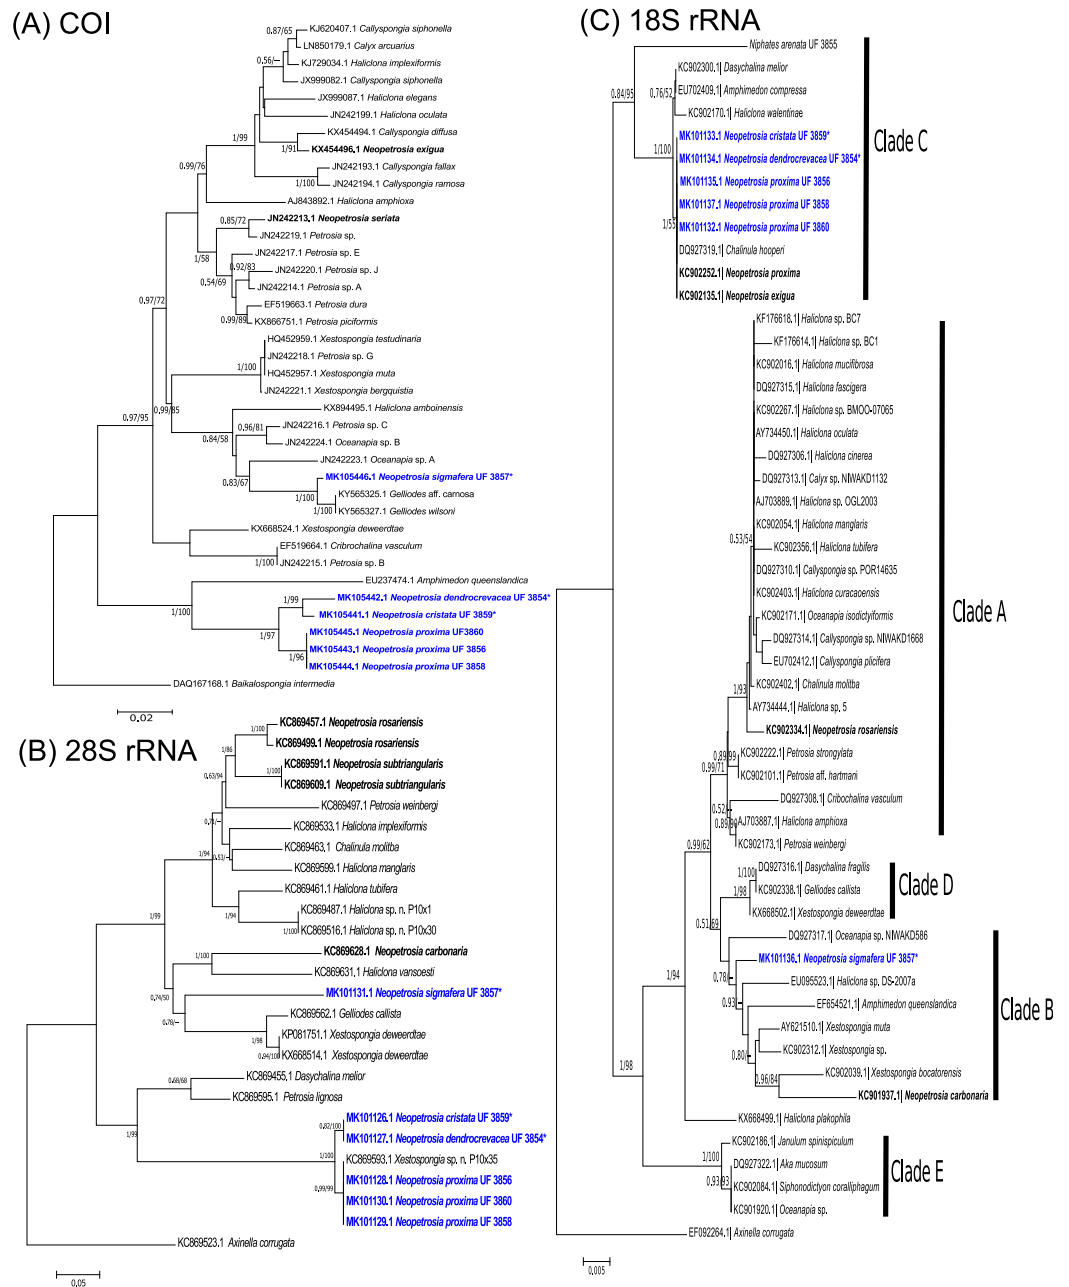 (A) COI
0.87/65
KJ620407.1 Callyspongia siphonella
LN850179.1 Calyx arcuarius
0.56/–
KJ729034.1 Haliclona implexiformis
JX999082.1 Callyspongia siphonella
JX999087.1 Haliclona elegans
JN242199.1 Haliclona oculata
1/99
KX454494.1 Callyspongia diffusa
1/91
KX454496.1 Neopetrosia exigua
0.99/76
JN242193.1 Callyspongia fallax
1/100
JN242194.1 Callyspongia ramosa
AJ843892.1 Haliclona amphioxa
0.85/72
JN242213.1 Neopetrosia seriata
JN242219.1 Petrosia sp.
1/58
JN242217.1 Petrosia sp. E
0.92/83
JN242220.1 Petrosia sp. J
0.54/69
JN242214.1 Petrosia sp. A
EF519663.1 Petrosia dura
0.99/89
KX866751.1 Petrosia piciformis
0.97/72
HQ452959.1 Xestospongia testudinaria
JN242218.1 Petrosia sp. G
1/100
HQ452957.1 Xestospongia muta
JN242221.1 Xestospongia bergquistia
0.99/85
KX894495.1 Haliclona amboinensis
0.97/95
0.96/81
JN242216.1 Petrosia sp. C
0.84/58
JN242224.1 Oceanapia sp. B
JN242223.1 Oceanapia sp. A
0.83/67
MK105446.1 Neopetrosia sigmafera UF 3857*
1/100
KY565325.1 Gelliodes aff. carnosa
1/100
KY565327.1 Gelliodes wilsoni
KX668524.1 Xestospongia deweerdtae
EF519664.1 Cribrochalina vasculum
1/100
JN242215.1 Petrosia sp. B
EU237474.1 Amphimedon queenslandica
1/100
1/99
MK105442.1 Neopetrosia dendrocrevacea UF 3854*
MK105441.1 Neopetrosia cristata UF 3859*
1/97
MK105445.1 Neopetrosia proxima UF3860
MK105443.1 Neopetrosia proxima UF 3856
1/96
MK105444.1 Neopetrosia proxima UF 3858
DAQ167168.1 Baikalospongia intermedia
0.02
(B) 28S rRNA
KC869457.1 Neopetrosia rosariensis
1/100
KC869499.1 Neopetrosia rosariensis
1/86
KC869591.1 Neopetrosia subtriangularis
1/100
KC869609.1 Neopetrosia subtriangularis
0.63/94
KC869497.1 Petrosia weinbergi
KC869533.1 Haliclona implexiformis
KC869463,1 Chalinula molitba
1/94
KC869599.1 Haliclona manglaris
KC869461.1 Haliclona tubifera
1/94
KC869487.1 Haliclona sp. n. P10x1
1/100
KC869516.1 Haliclona sp. n. P10x30
1/99
KC869628.1 Neopetrosia carbonaria
1/100
KC869631.1 Haliclona vansoesti
0.74/50
MK101131.1 Neopetrosia sigmafera UF 3857*
0.78/–
KC869562.1 Gelliodes callista
1/98
KP081751.1 Xestospongia deweerdtae
0.94/100
KX668514.1 Xestospongia deweerdtae
KC869455,1 Dasychalina melior
0.68/68
KC869595.1 Petrosia lignosa
1/99
MK101126.1 Neopetrosia cristata UF 3859*
0.82/100
MK101127.1 Neopetrosia dendrocrevacea UF 3854*
1/100
KC869593.1 Xestospongia sp. n. P10x35
MK101128.1 Neopetrosia proxima UF 3856
0.99/99
MK101130.1 Neopetrosia proxima UF 3860
MK101129.1 Neopetrosia proxima UF 3858
KC869523.1 Axinella corrugata
0.05
(C) 18S rRNA
Niphates arenata UF 3855
0.84/95
KC902300.1 Dasychalina melior
0.76/52
EU702409.1 Amphimedon compressa
KC902170.1 Haliclona walentinae
MK101133.1 Neopetrosia cristata UF 3859*
1/100
MK101134.1 Neopetrosia dendrocrevacea UF 3854*
MK101135.1 Neopetrosia proxima UF 3856
MK101137.1 Neopetrosia proxima UF 3858
MK101132.1 Neopetrosia proxima UF 3860
DQ927319.1 Chalinula hooperi
KC902252.1 Neopetrosia proxima
KC902135.1 Neopetrosia exigua
Clade C
KF176618.1 Haliclona sp. BC7
KF176614.1 Haliclona sp. BC1
KC902016.1 Haliclona mucifibrosa
DQ927315.1 Haliclona fascigera
KC902267.1 Haliclona sp. BMOO-07065
AY734450.1 Haliclona oculata
DQ927306.1 Haliclona cinerea
DQ927313.1 Calyx sp. NIWAKD1132
AJ703889.1 Haliclona sp. OGL2003
KC902054.1 Haliclona manglaris
0.53/54
KC902356.1 Haliclona tubifera
DQ927310.1 Callyspongia sp. POR14635
KC902403.1 Haliclona curacaoensis
KC902171.1 Oceanapia isodictyiformis
DQ927314.1 Callyspongia sp. NIWAKD1668
EU702412.1 Callyspongia plicifera
KC902402.1 Chalinula molitba
1/93
AY734444.1 Haliclona sp. 5
KC902334.1 Neopetrosia rosariensis
0.89/99
KC902222.1 Petrosia strongylata
0.99/71
KC902101.1 Petrosia aff. hartmani
DQ927308.1 Cribochalina vasculum
0.52
AJ703887.1 Haliclona amphioxa
KC902173.1 Petrosia weinbergi
Clade A
0.99/62
DQ927316.1 Dasychalina fragilis
1/100
KC902338.1 Gelliodes callista
1/98
KX668502.1 Xestospongia deweerdtae
Clade D
0.51/69
DQ927317.1 Oceanapia sp. NIWAKD586
MK101136.1 Neopetrosia sigmafera UF 3857*
0.78/–
EU095523.1 Haliclona sp. DS-2007a
0.93/–
EF654521.1 Amphimedon queenslandica
AY621510.1 Xestospongia muta
0.80/–
KC902312.1 Xestospongia sp.
KC902039.1 Xestospongia bocatorensis
0.96/84
KC901937.1 Neopetrosia carbonaria
Clade B
1/94
KX668499.1 Haliclona plakophila
1/98
KC902186.1 Janulum spinispiculum
1/100
DQ927322.1 Aka mucosum
0.93/93
KC902084.1 Siphonodictyon coralliphagum
KC901920.1 Oceanapia sp.
Clade E
EF092264.1 Axinella corrugata
0.005